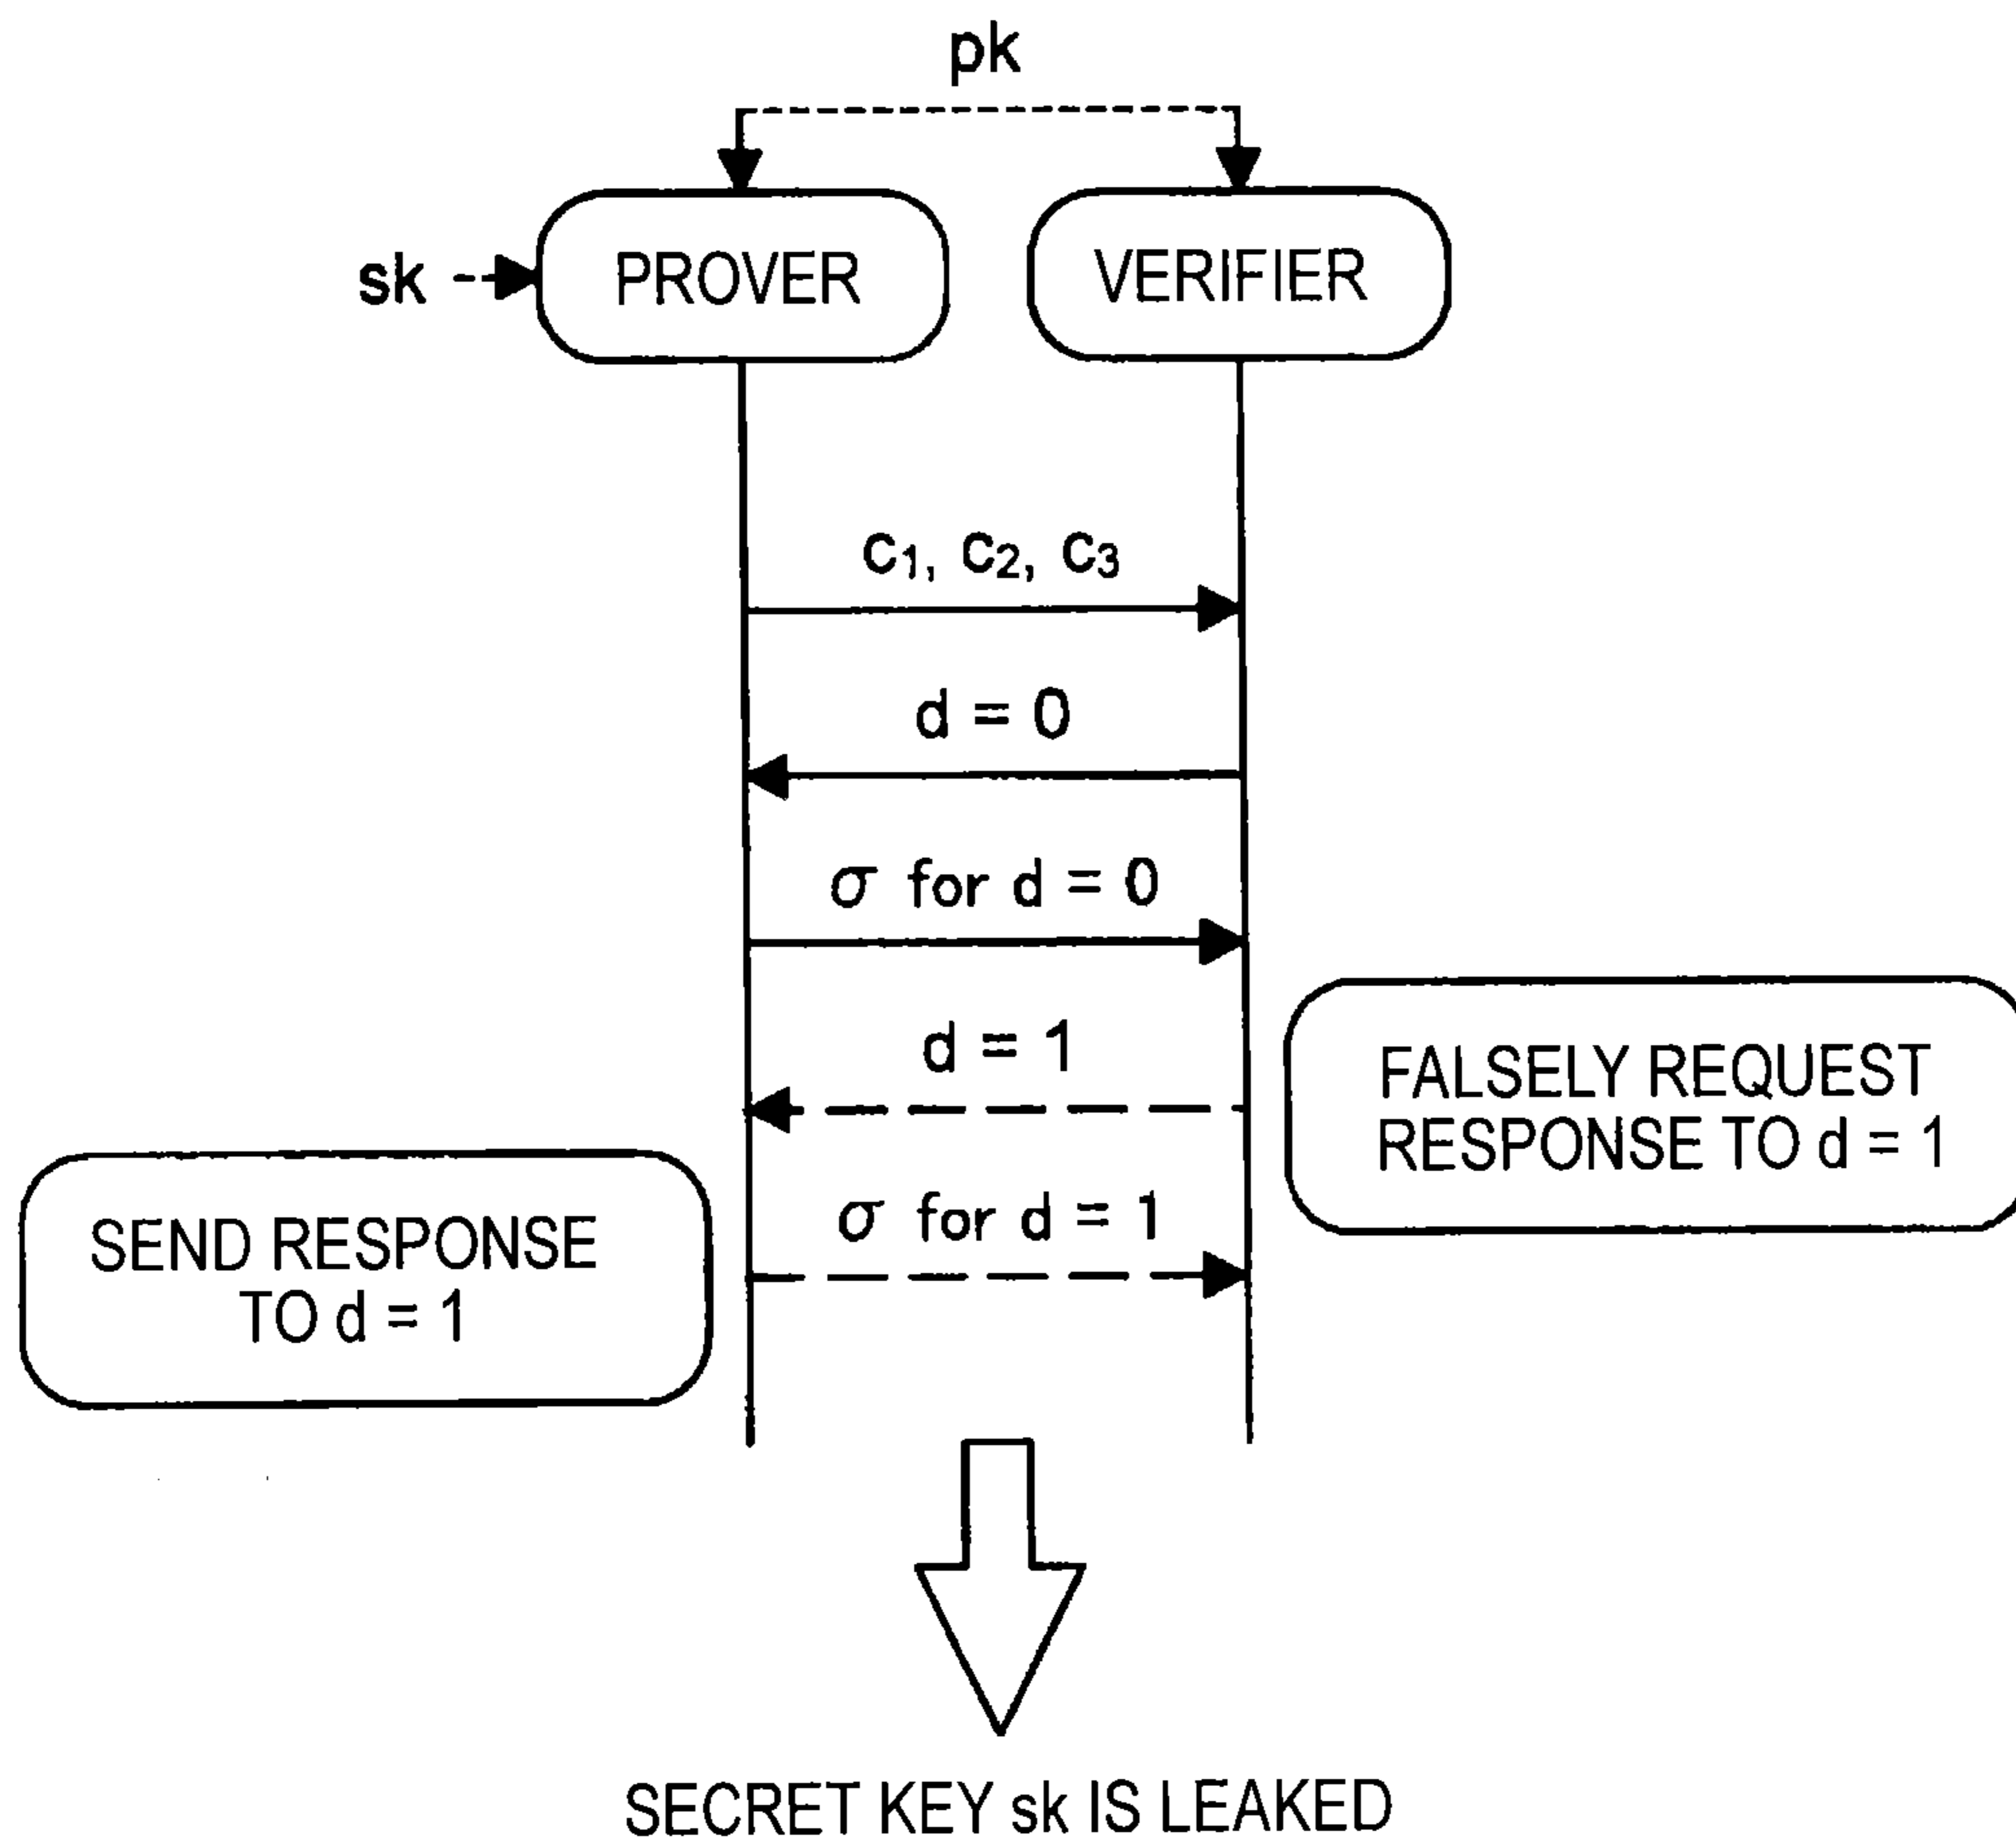 pk
sk
PROVER
VERIFIER
c₁, c₂, c₃
d = 0
σ for d = 0
d = 1
FALSELY REQUEST
RESPONSE TO d = 1
σ for d = 1
SEND RESPONSE
TO d = 1
SECRET KEY sk IS LEAKED